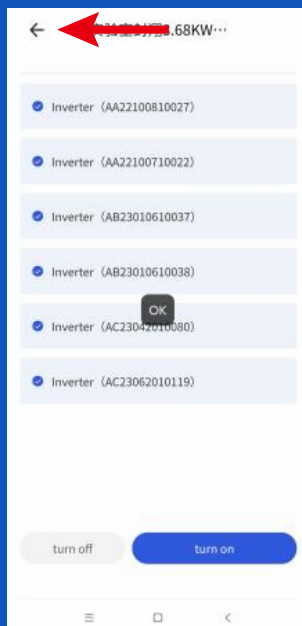 .68KW···
Inverter（AA22100810027）
Inverter（AA22100710022）
Inverter（AB23010610037）
Inverter（AB23010610038）
OK
Inverter（AC23042010080）
Inverter（AC23062010119）
turn off
turn on